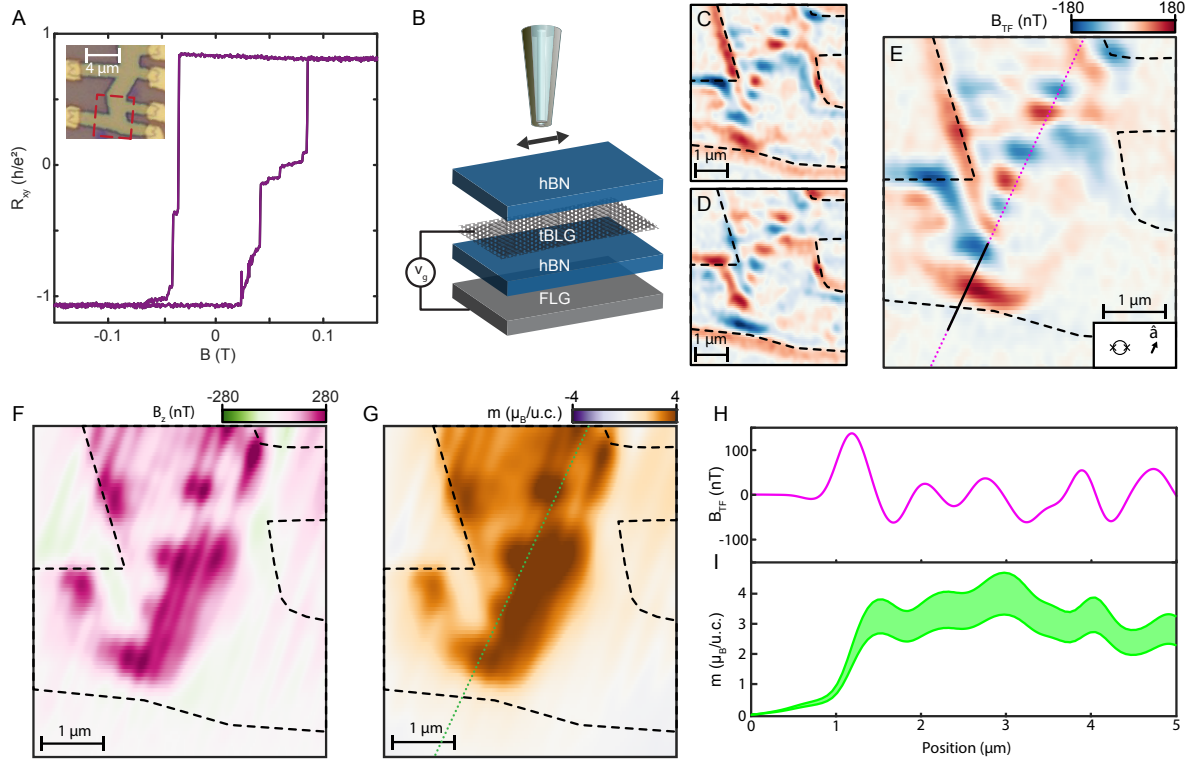 A
1
0
-1
R_xy (h/e²)
-0.1
0
0.1
B (T)
4 μm
B
hBN
tBLG
hBN
FLG
V_g
C
1 μm
D
1 μm
B_TF (nT)
-180
180
E
1 μm
â
F
B_z (nT)
-280
280
1 μm
G
m (μ_B/u.c.)
-4
4
1 μm
H
100
0
-100
B_TF (nT)
I
4
3
2
1
0
m (μ_B/u.c.)
0
1
2
3
4
5
Position (μm)